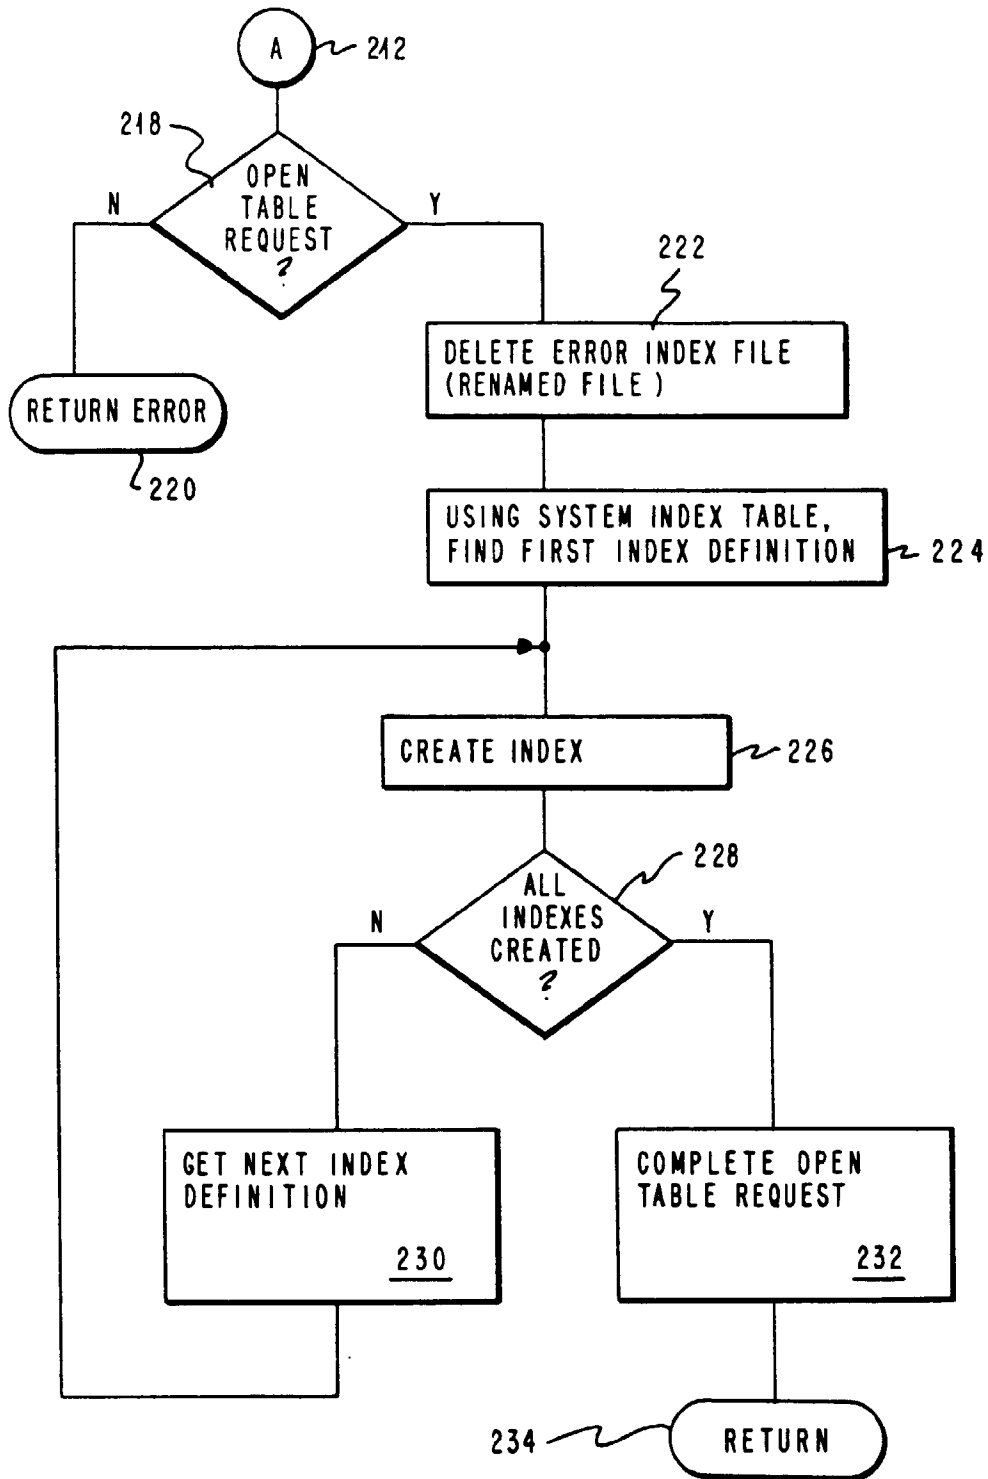 A
212
218
OPEN
TABLE
REQUEST
?
N
Y
222
DELETE ERROR INDEX FILE
(RENAMED FILE)
RETURN ERROR
220
USING SYSTEM INDEX TABLE,
FIND FIRST INDEX DEFINITION
224
CREATE INDEX
226
228
ALL
INDEXES
CREATED
?
N
Y
GET NEXT INDEX
DEFINITION
230
COMPLETE OPEN
TABLE REQUEST
232
234
RETURN